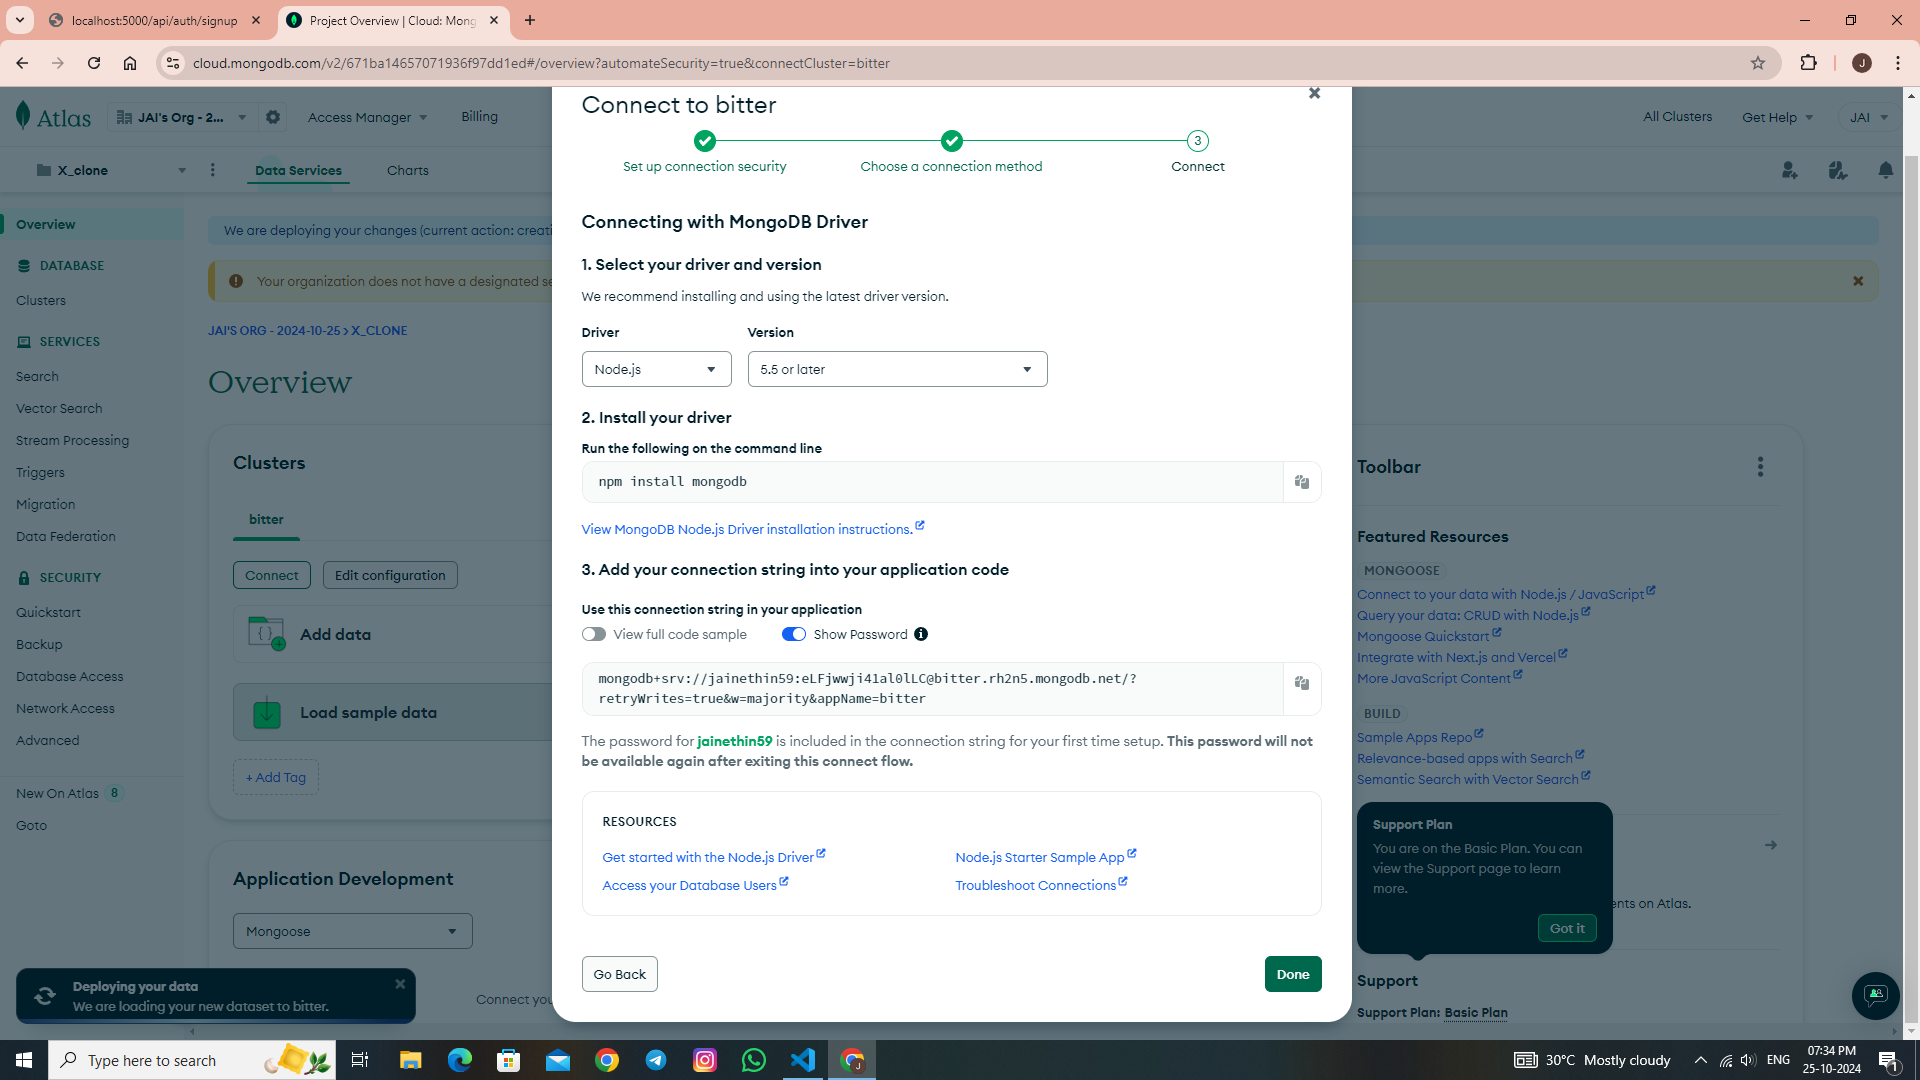 localhost:5000/api/auth/signup
Project Overview | Cloud: Mong
cloud.mongodb.com/v2/671ba14657071936f97dd1ed#/overview?automateSecurity=true&connectCluster=bitter
J
Atlas
JAI's Org - 2...
Access Manager
Billing
All Clusters
Get Help
JAI
X_clone
Data Services
Charts
Overview
DATABASE
Clusters
SERVICES
Search
Vector Search
Stream Processing
Triggers
Migration
Data Federation
SECURITY
Quickstart
Backup
Database Access
Network Access
Advanced
New On Atlas 8
Goto
We are deploying your changes (current action: creati
Your organization does not have a designated se
JAI'S ORG - 2024-10-25 > X_CLONE
Overview
Clusters
bitter
Connect
Edit configuration
Add data
Load sample data
+ Add Tag
Application Development
Mongoose
Connect you
Deploying your data
We are loading your new dataset to bitter.
Connect to bitter
Set up connection security
Choose a connection method
3
Connect
Connecting with MongoDB Driver
1. Select your driver and version
We recommend installing and using the latest driver version.
Driver
Version
Node.js
5.5 or later
2. Install your driver
Run the following on the command line
npm install mongodb
View MongoDB Node.js Driver installation instructions.
3. Add your connection string into your application code
Use this connection string in your application
View full code sample
Show Password
mongodb+srv://jainethin59:eLFjwwji41al0lLC@bitter.rh2n5.mongodb.net/?
retryWrites=true&w=majority&appName=bitter
The password for jainethin59 is included in the connection string for your first time setup. This password will not
be available again after exiting this connect flow.
RESOURCES
Get started with the Node.js Driver
Node.js Starter Sample App
Access your Database Users
Troubleshoot Connections
Go Back
Done
Toolbar
Featured Resources
MONGOOSE
Connect to your data with Node.js / JavaScript
Query your data: CRUD with Node.js
Mongoose Quickstart
Integrate with Next.js and Vercel
More JavaScript Content
BUILD
Sample Apps Repo
Relevance-based apps with Search
Semantic Search with Vector Search
Support Plan
You are on the Basic Plan. You can
view the Support page to learn
more.
Got it
ents on Atlas.
Support
Support Plan: Basic Plan
Type here to search
30°C Mostly cloudy
ENG
07:34 PM
25-10-2024
1